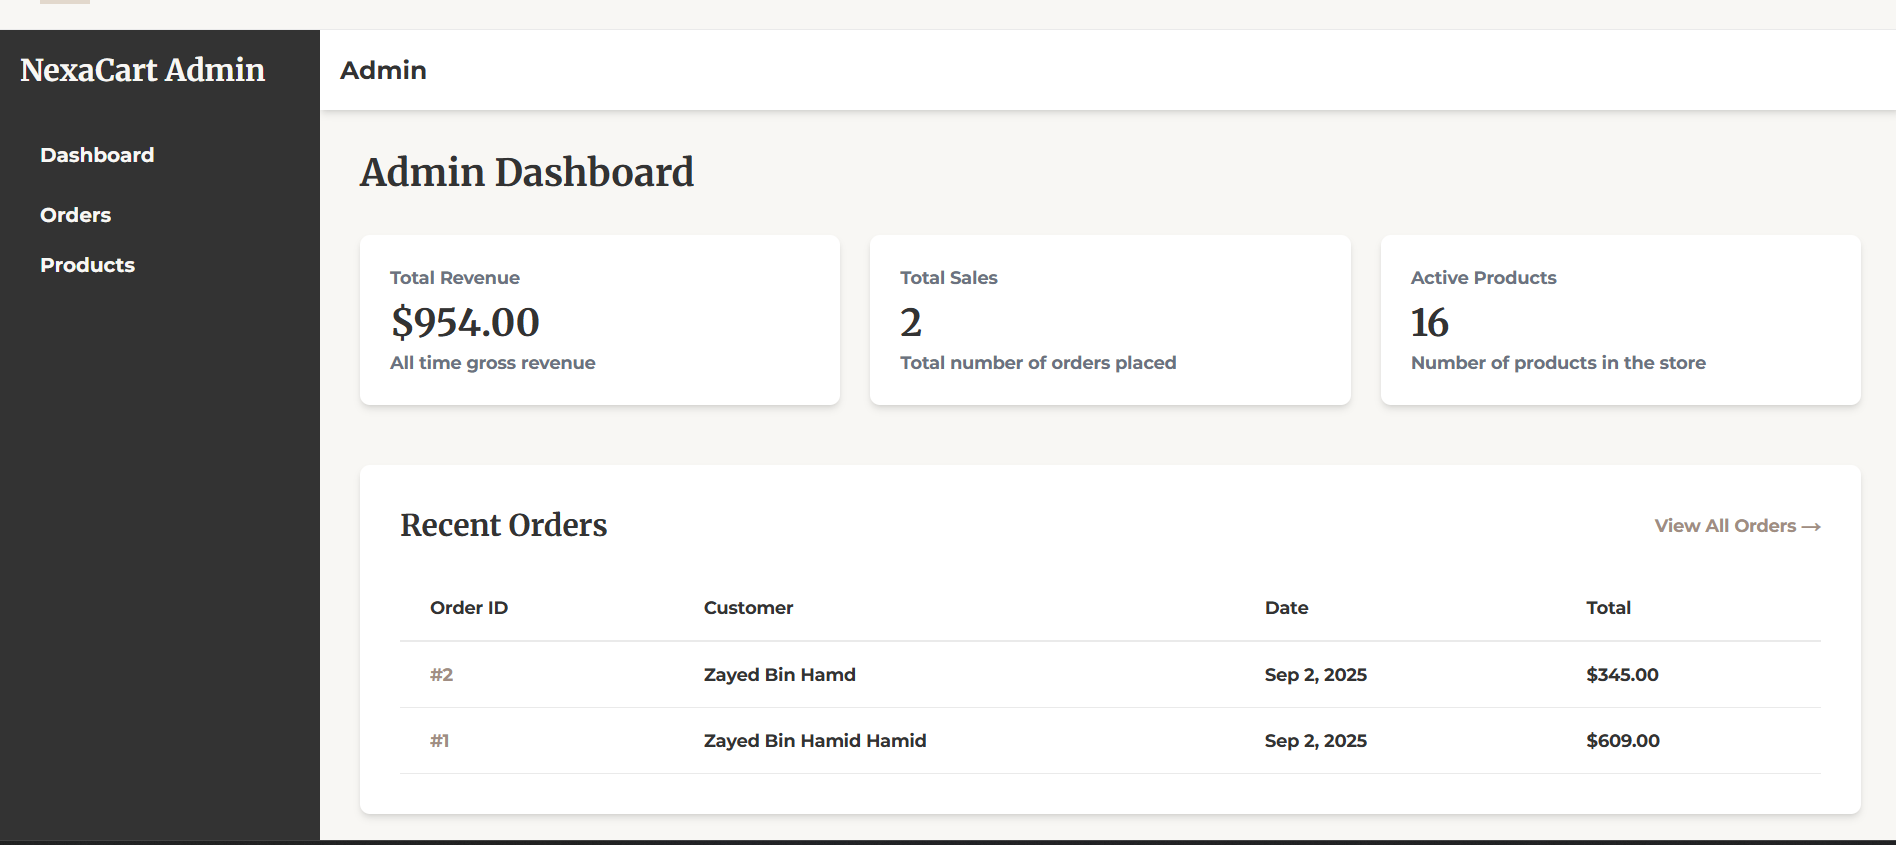 NexaCart Admin
Dashboard
Orders
Products
Admin
Admin Dashboard
Total Revenue
$954.00
All time gross revenue
Total Sales
2
Total number of orders placed
Active Products
16
Number of products in the store
Recent Orders
View All Orders →
Order ID Customer Date Total
#2 Zayed Bin Hamd Sep 2, 2025 $345.00
#1 Zayed Bin Hamid Hamid Sep 2, 2025 $609.00